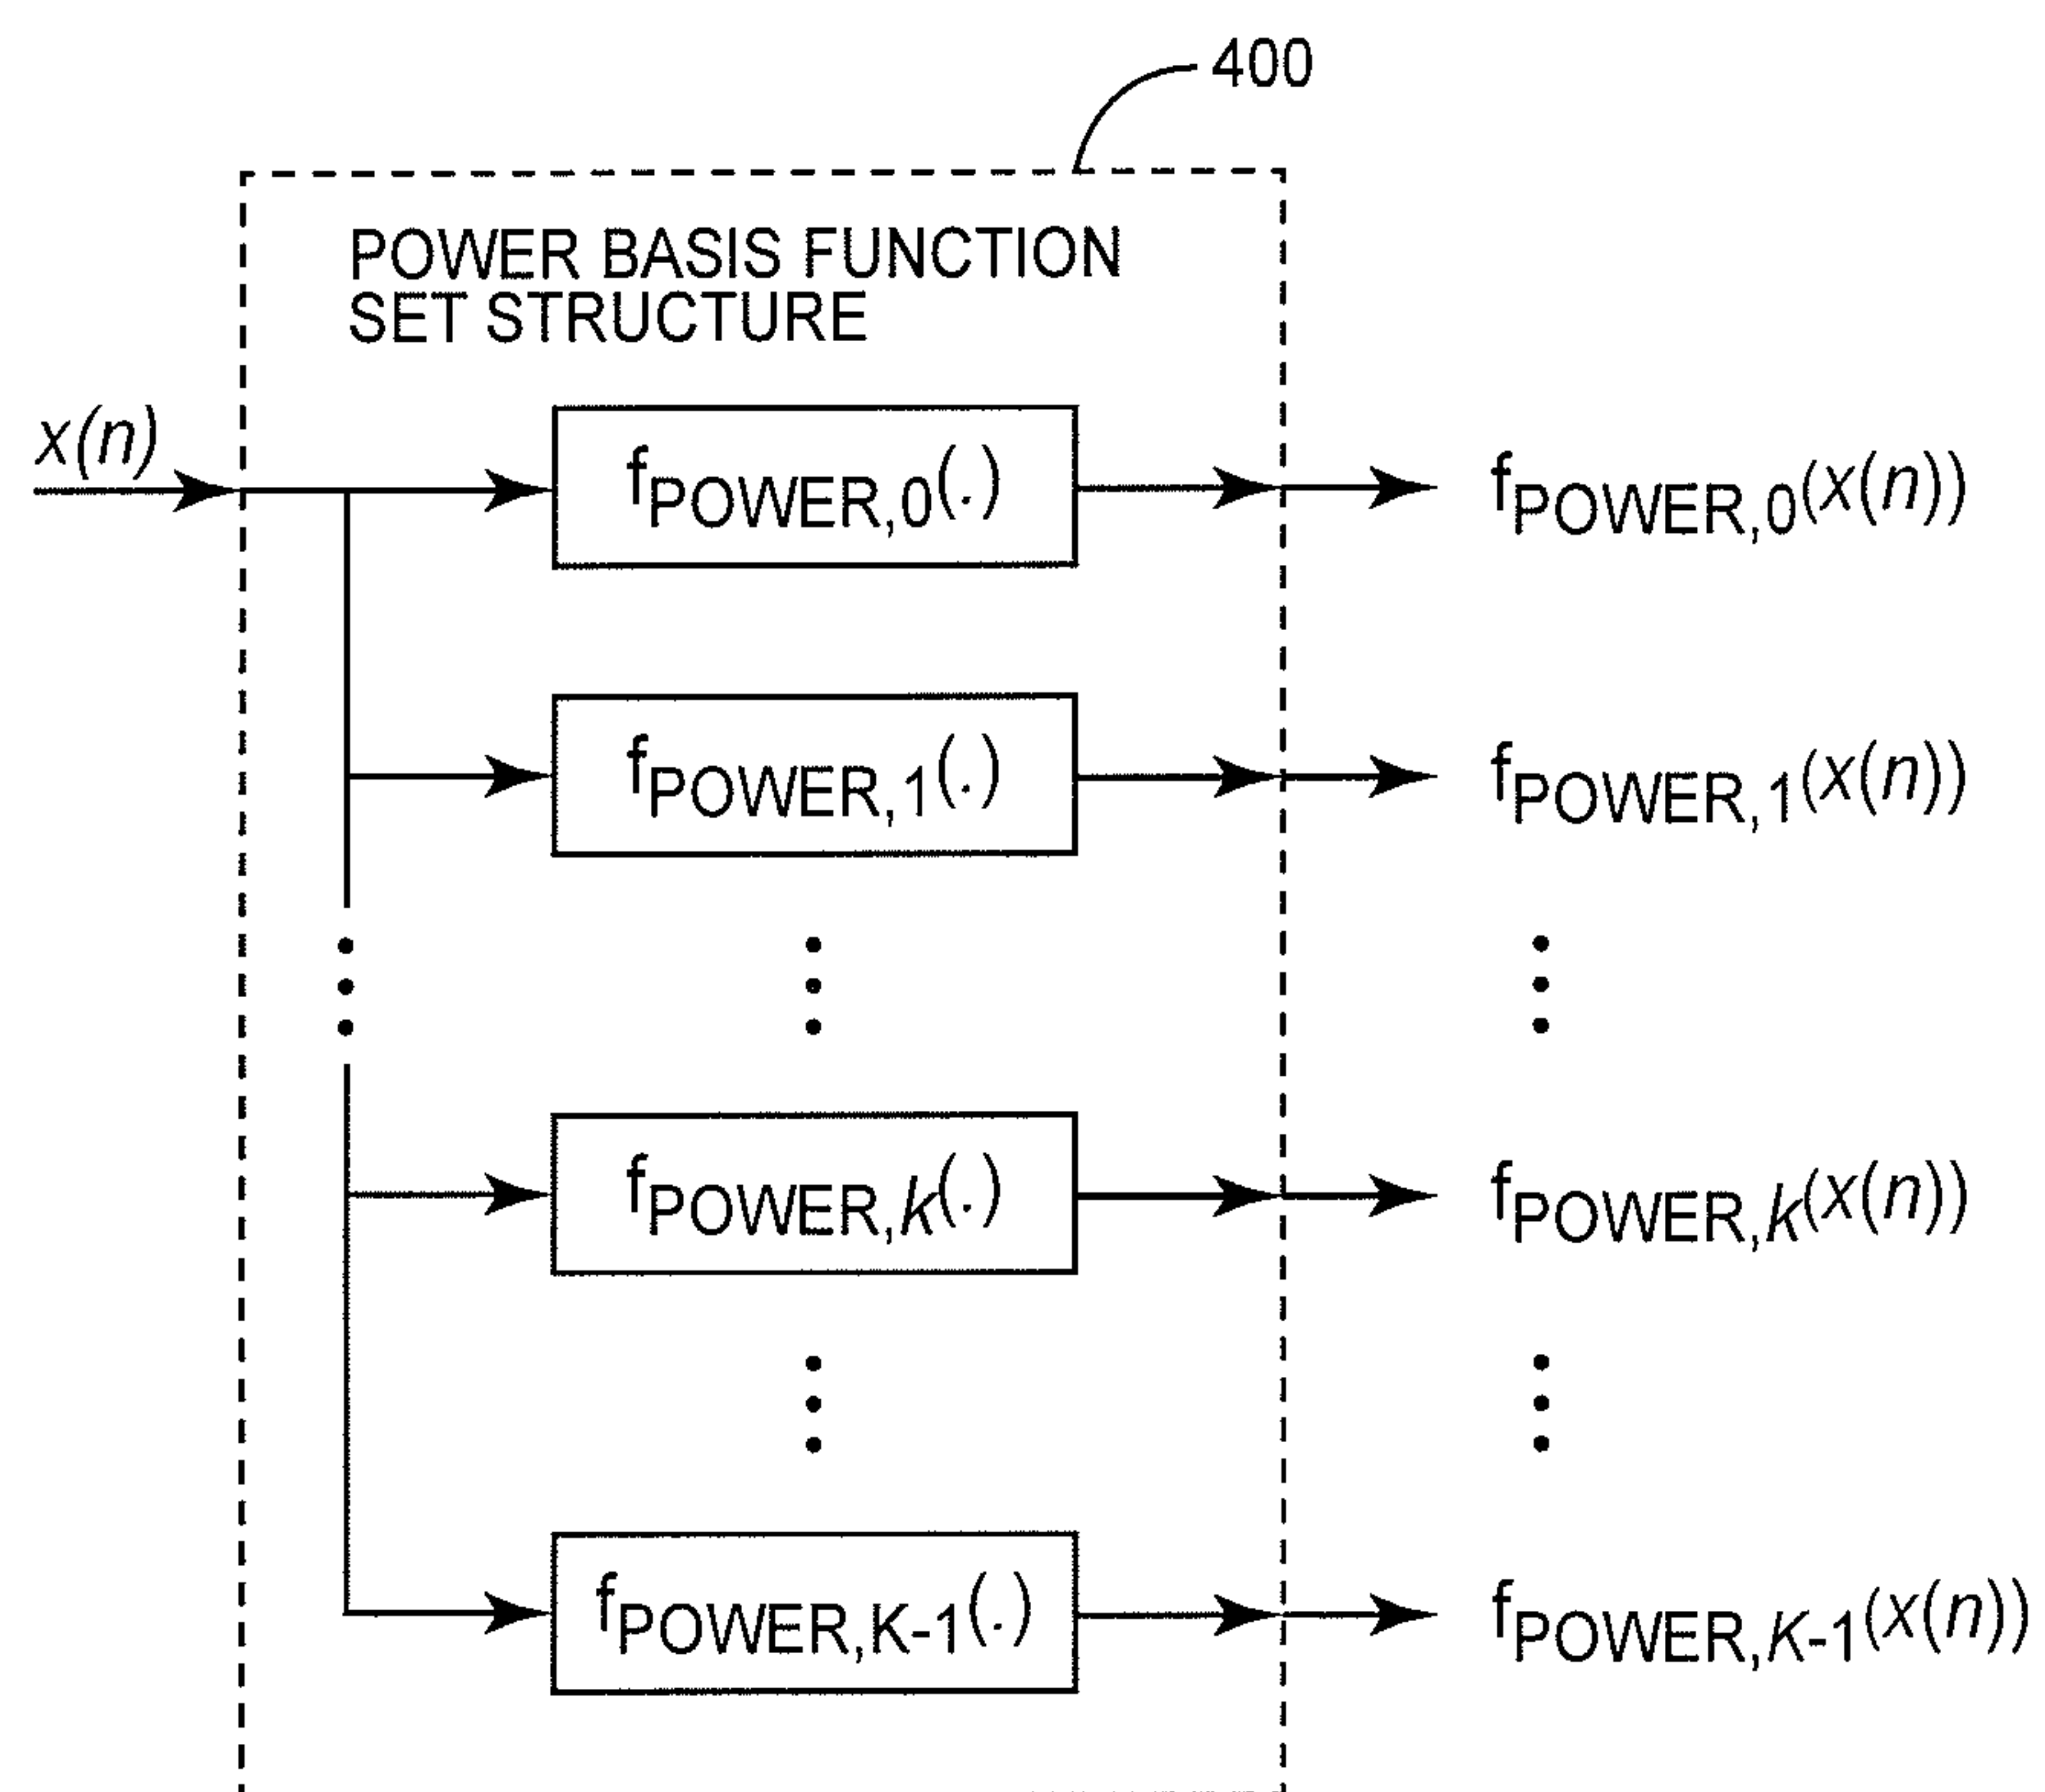 400
POWER BASIS FUNCTION
SET STRUCTURE
x(n)
fPOWER,0(.)
fPOWER,0(x(n))
fPOWER,1(.)
fPOWER,1(x(n))
fPOWER,k(.)
fPOWER,k(x(n))
fPOWER,K-1(.)
fPOWER,K-1(x(n))